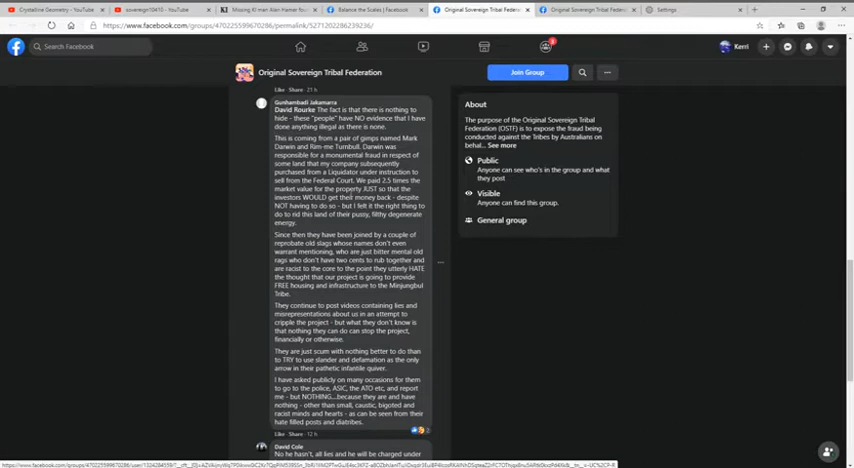 Crystalline Geometry - YouTube
sovereign10410 - YouTube
Missing KI man Alan Hamer fou
Balance the Scales | Facebook
Original Sovereign Tribal Federat
Original Sovereign Tribal Federati
Settings
https://www.facebook.com/groups/470225599670286/permalink/5271202286239236/
Search Facebook
Kerri
Original Sovereign Tribal Federation
Join Group
Like · Share · 21 h
Gunhambadi Jakamarra
David Rourke The fact is that there is nothing to
hide - these "people" have NO evidence that I have
done anything illegal as there is none.
This is coming from a pair of gimps named Mark
Darwin and Rim-me Turnbull. Darwin was
responsible for a monumental fraud in respect of
some land that my company subsequently
purchased from a Liquidator under instruction to
sell from the Federal Court. We paid 2.5 times the
market value for the property JUST so that the
investors WOULD get their money back - despite
NOT having to do so - but I felt it the right thing to
do to rid this land of their pussy, filthy degenerate
energy.
Since then they have been joined by a couple of
reprobate old slags whose names don't even
warrant mentioning, who are just bitter mental old
rags who don't have two cents to rub together and
are racist to the core to the point they utterly HATE
the thought that our project is going to provide
FREE housing and infrastructure to the Minjungbul
Tribe.
They continue to post videos containing lies and
misrepresentations about us in an attempt to
cripple the project - but what they don't know is
that nothing they can do can stop the project,
financially or otherwise.
They are just scum with nothing better to do than
to TRY to use slander and defamation as the only
arrow in their pathetic infantile quiver.
I have asked publicly on many occasions for them
to go to the police, ASIC, the ATO etc, and report
me - but NOTHING....because they are and have
nothing - other than small, caustic, bigoted and
racist minds and hearts - as can be seen from their
hate filled posts and diatribes.
2
Like · Share · 12 h
David Cole
No he hasn't, all lies and he will be charged under
About
The purpose of the Original Sovereign Tribal
Federation (OSTF) is to expose the fraud being
conducted against the Tribes by Australians on
behal... See more
Public
Anyone can see who's in the group and what
they post
Visible
Anyone can find this group.
General group